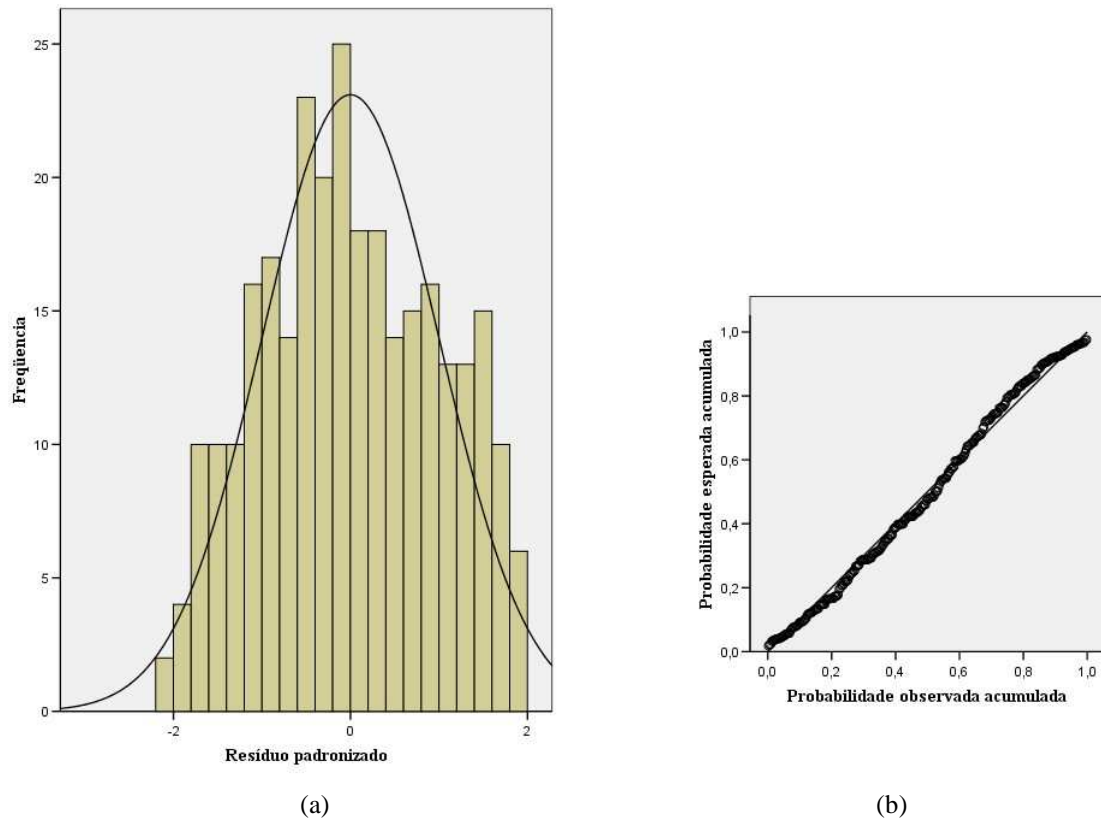 25
20
15
10
5
0
Freqüencia
-2
0
2
Resíduo padronizado
(a)
1,0
0,8
0,6
0,4
0,2
0,0
Probabilidade esperada acumulada
0,0 0,2 0,4 0,6 0,8 1,0
Probabilidade observada acumulada
(b)